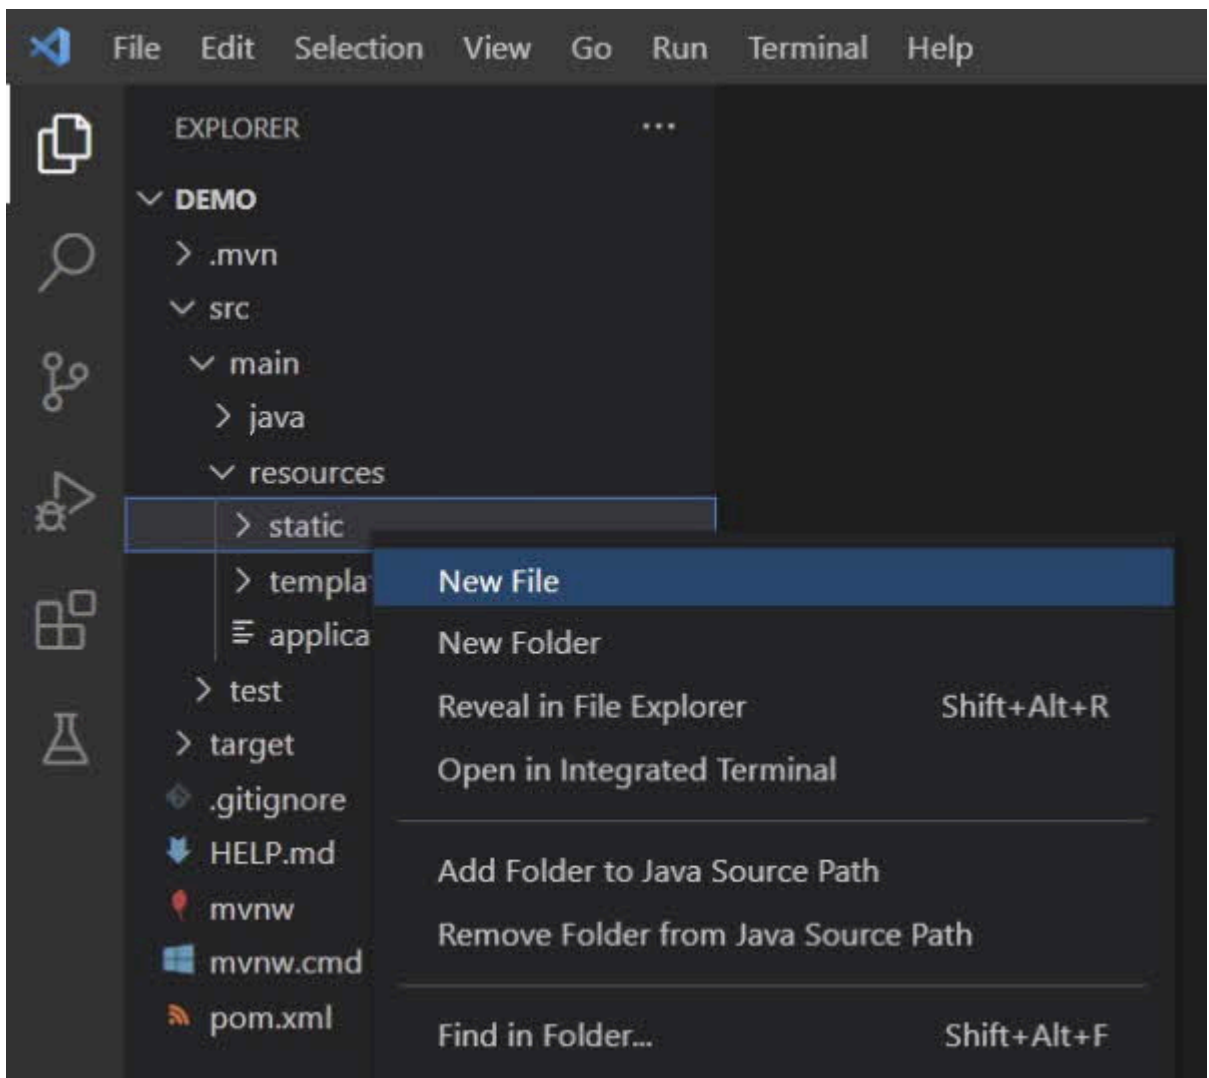 File Edit Selection View Go Run Terminal Help
EXPLORER ...
DEMO
.mvn
src
main
java
resources
static
New File
New Folder
test
Reveal in File Explorer Shift+Alt+R
target
Open in Integrated Terminal
.gitignore
HELP.md
Add Folder to Java Source Path
mvnw
Remove Folder from Java Source Path
mvnw.cmd
pom.xml
Find in Folder... Shift+Alt+F